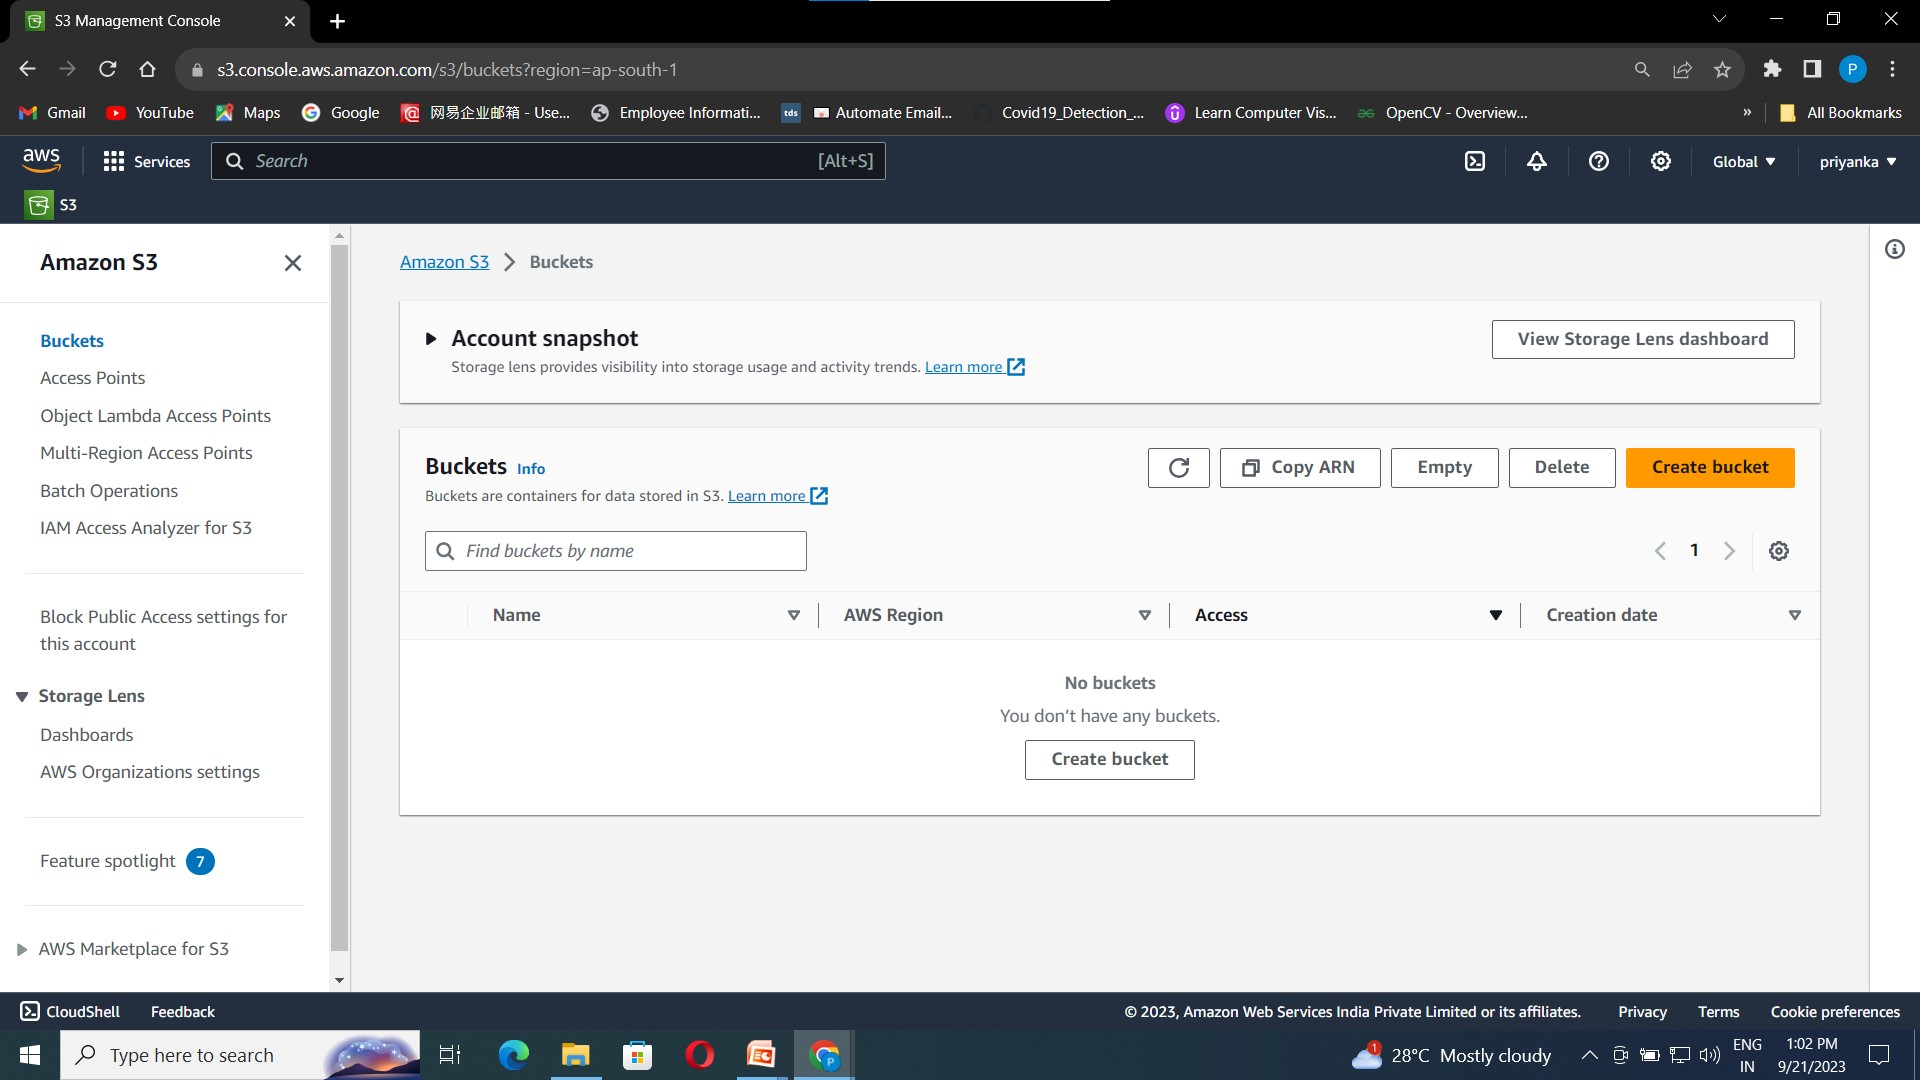 S3 Management Console
s3.console.aws.amazon.com/s3/buckets?region=ap-south-1
P
Gmail YouTube Maps Google 网易企业邮箱 - Use... Employee Informati... tds Automate Email... Covid19_Detection_... Learn Computer Vis... OpenCV - Overview... » All Bookmarks
aws Services Search [Alt+S] Global priyanka
S3
Amazon S3
Buckets
Access Points
Object Lambda Access Points
Multi-Region Access Points
Batch Operations
IAM Access Analyzer for S3
Block Public Access settings for
this account
Storage Lens
Dashboards
AWS Organizations settings
Feature spotlight 7
AWS Marketplace for S3
Amazon S3 > Buckets
Account snapshot
Storage lens provides visibility into storage usage and activity trends. Learn more
View Storage Lens dashboard
Buckets Info
Buckets are containers for data stored in S3. Learn more
Copy ARN Empty Delete Create bucket
Find buckets by name
1
Name AWS Region Access Creation date
No buckets
You don’t have any buckets.
Create bucket
CloudShell Feedback © 2023, Amazon Web Services India Private Limited or its affiliates. Privacy Terms Cookie preferences
Type here to search
P
1 28°C Mostly cloudy
ENG
IN
1:02 PM
9/21/2023